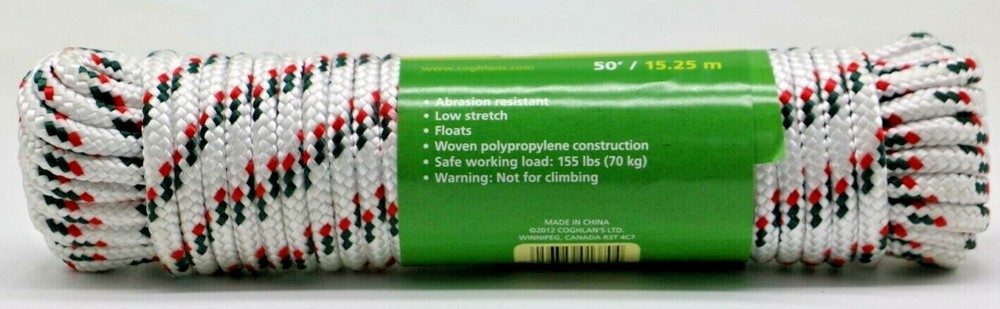 www.coghlans.com
50' / 15.25 m
• Abrasion resistant
• Low stretch
• Floats
• Woven polypropylene construction
• Safe working load: 155 lbs (70 kg)
• Warning: Not for climbing
MADE IN CHINA
©2012 COGHLAN'S LTD.
WINNIPEG, CANADA R3T 4C7